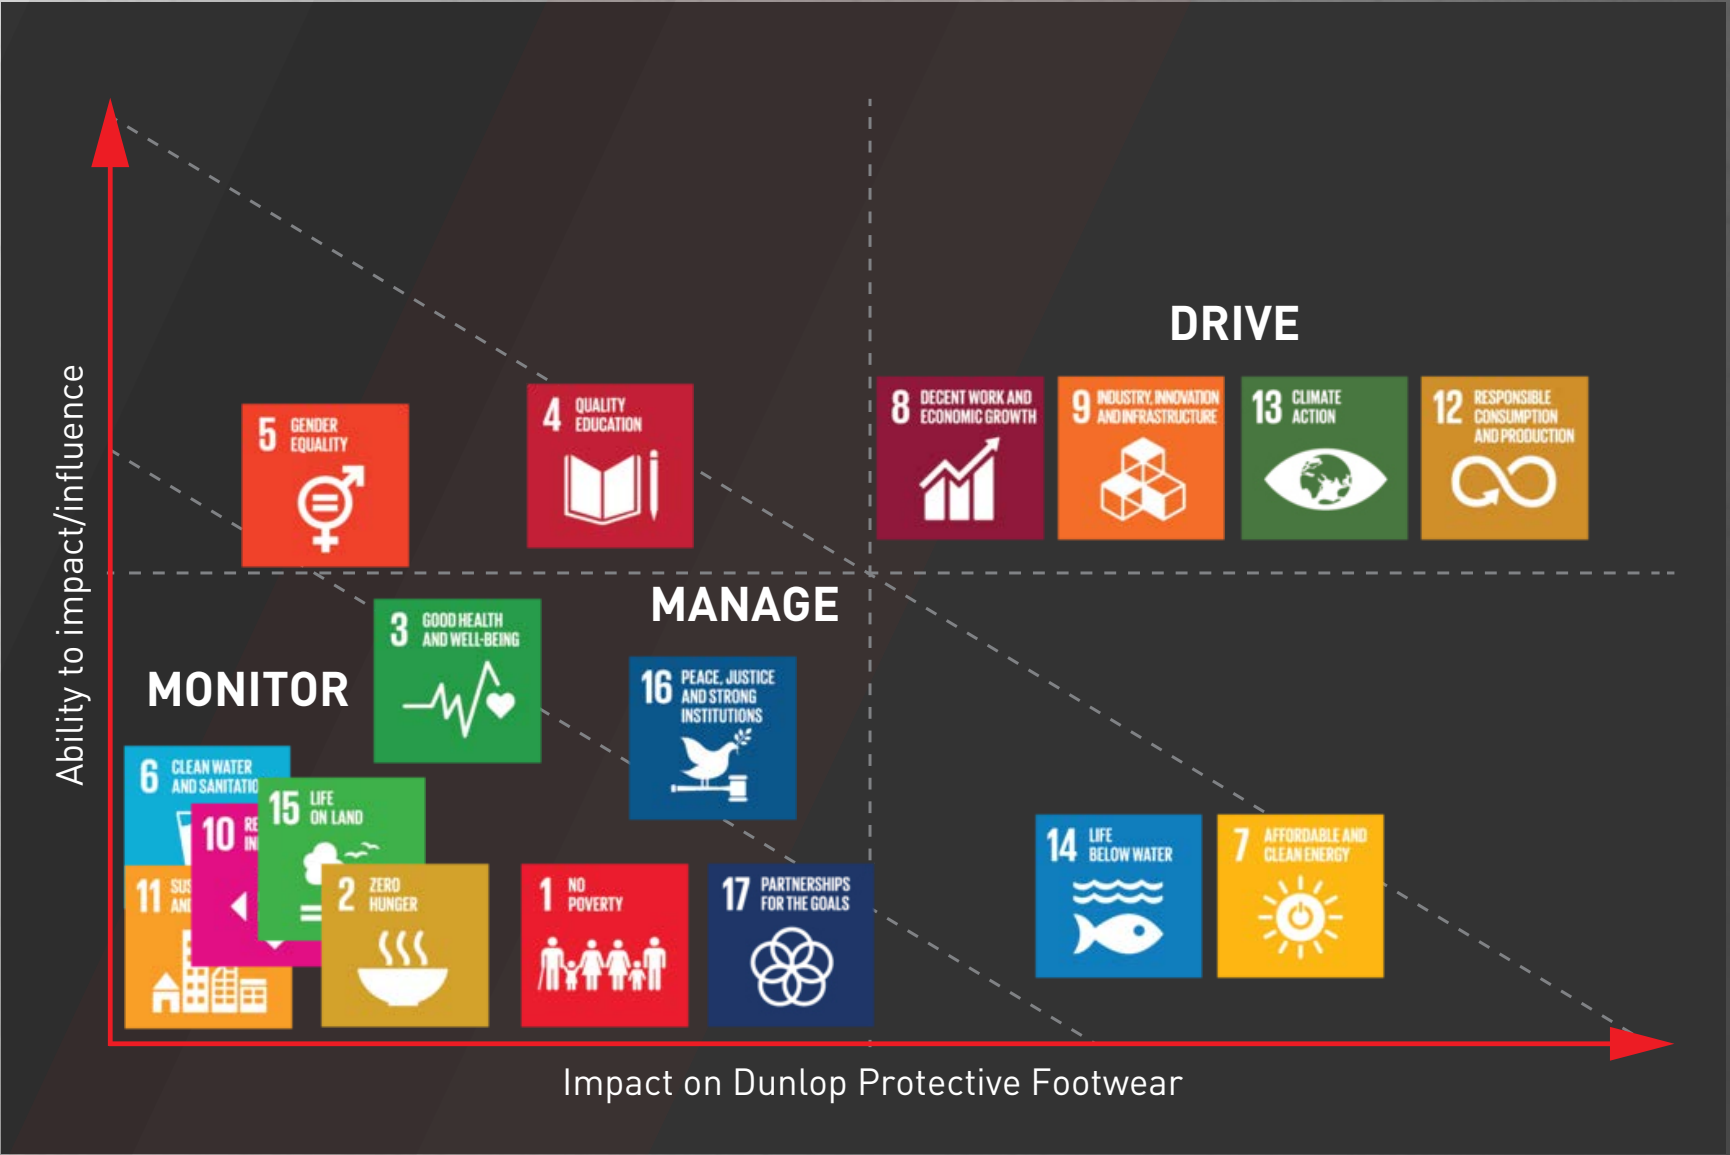 DRIVE
8 DECENT WORK AND
ECONOMIC GROWTH
9 INDUSTRY, INNOVATION
AND INFRASTRUCTURE
13 CLIMATE
ACTION
12 RESPONSIBLE
CONSUMPTION
AND PRODUCTION
5 GENDER
EQUALITY
4 QUALITY
EDUCATION
MANAGE
3 GOOD HEALTH
AND WELL-BEING
MONITOR
16 PEACE, JUSTICE
AND STRONG
INSTITUTIONS
6 CLEAN WATER
AND SANITATIO
15 LIFE
ON LAND
10 RE
IN
14 LIFE
BELOW WATER
7 AFFORDABLE AND
CLEAN ENERGY
11 SUS
AN
2 ZERO
HUNGER
1 NO
POVERTY
17 PARTNERSHIPS
FOR THE GOALS
Ability to impact/influence
Impact on Dunlop Protective Footwear